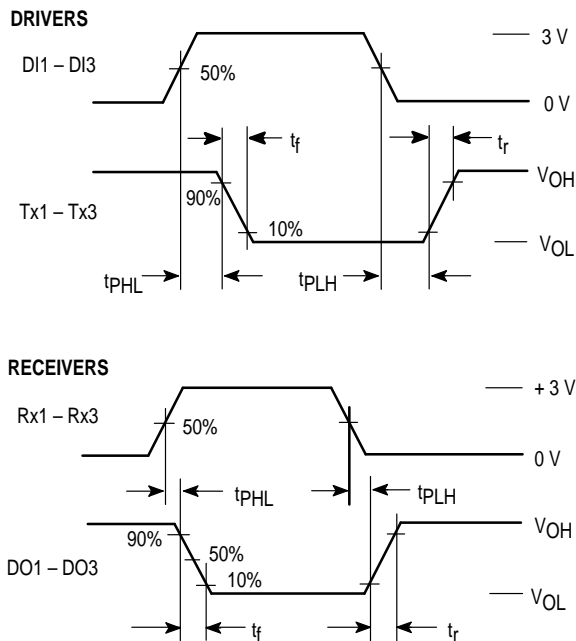 DRIVERS
3 V
DI1 – DI3
50%
0 V
tf
tr
VOH
90%
Tx1 – Tx3
10%
VOL
tPHL
tPLH
RECEIVERS
+ 3 V
Rx1 – Rx3
50%
0 V
tPHL
tPLH
VOH
90%
50%
DO1 – DO3
10%
VOL
tf
tr